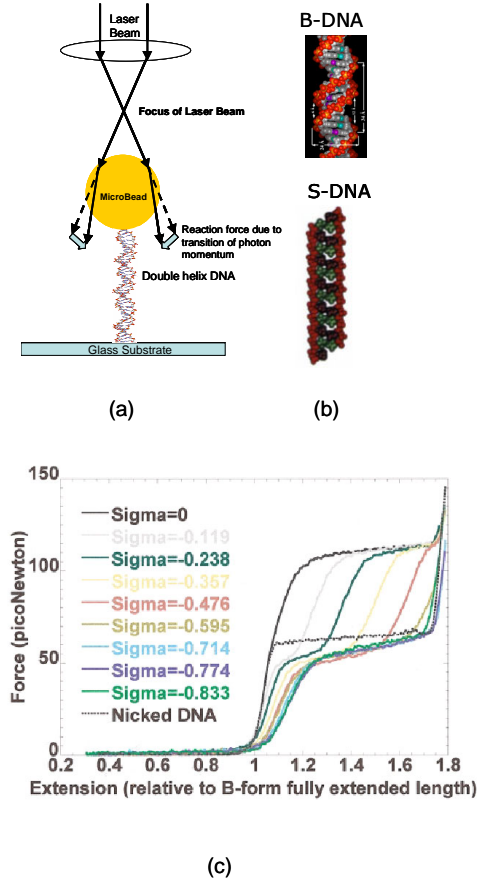 Laser
Beam
Focus of Laser Beam
MicroBead
Reaction force due to
transition of photon
momentum
Double helix DNA
Glass Substrate
(a)
B-DNA
S-DNA
(b)
150
100
50
0
Force (picoNewton)
Sigma=0
Sigma=-0.119
Sigma=-0.238
Sigma=-0.357
Sigma=-0.476
Sigma=-0.595
Sigma=-0.714
Sigma=-0.774
Sigma=-0.833
Nicked DNA
0.2 0.4 0.6 0.8 1 1.2 1.4 1.6 1.8
Extension (relative to B-form fully extended length)
(c)